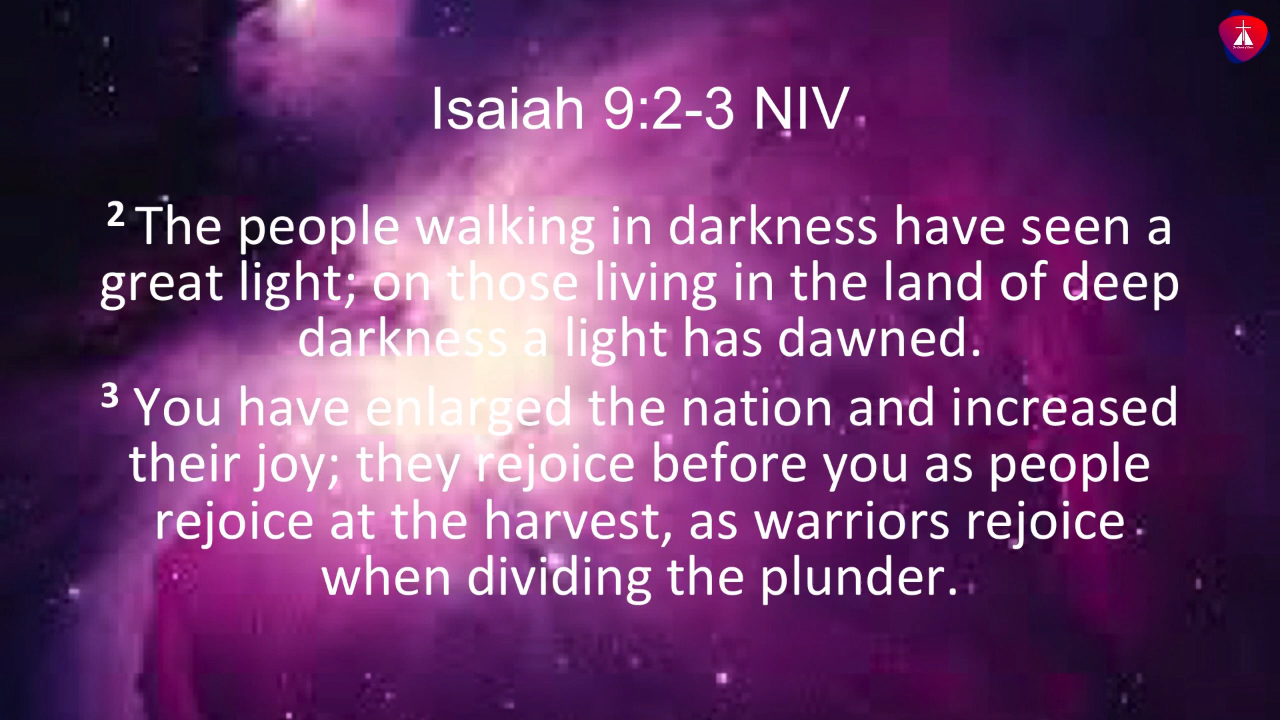 Isaiah 9:2-3 NIV
2 The people walking in darkness have seen a
great light; on those living in the land of deep
darkness a light has dawned.
3 You have enlarged the nation and increased
their joy; they rejoice before you as people
rejoice at the harvest, as warriors rejoice
when dividing the plunder.